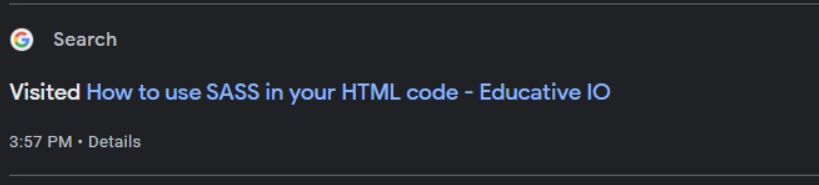 Search
Visited How to use SASS in your HTML code - Educative IO
3:57 PM • Details